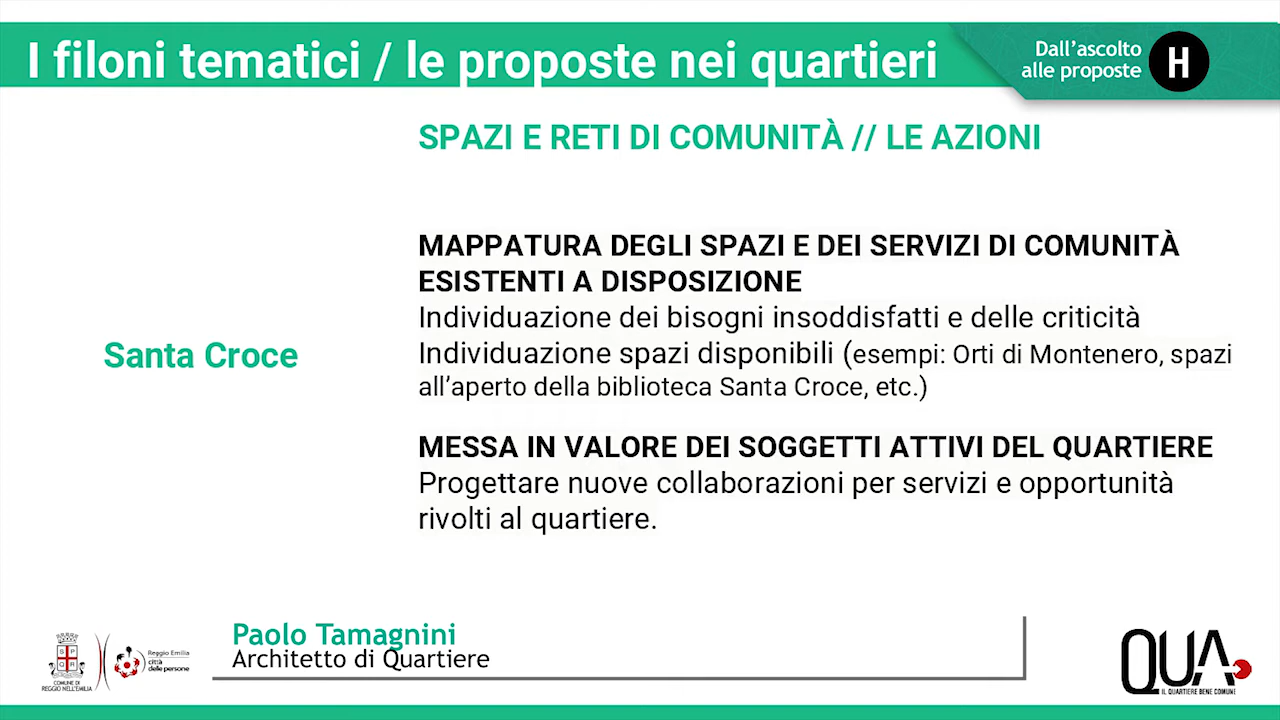 I filoni tematici / le proposte nei quartieri
Dall'ascolto
alle proposte
H
SPAZI E RETI DI COMUNITÀ // LE AZIONI
Santa Croce
MAPPATURA DEGLI SPAZI E DEI SERVIZI DI COMUNITÀ
ESISTENTI A DISPOSIZIONE
Individuazione dei bisogni insoddisfatti e delle criticità
Individuazione spazi disponibili (esempi: Orti di Montenero, spazi
all'aperto della biblioteca Santa Croce, etc.)
MESSA IN VALORE DEI SOGGETTI ATTIVI DEL QUARTIERE
Progettare nuove collaborazioni per servizi e opportunità
rivolti al quartiere.
Paolo Tamagnini
Architetto di Quartiere
S P
Q R
COMUNE DI
REGGIO NELL'EMILIA
Reggio Emilia
città
delle persone
QUA
IL QUARTIERE BENE COMUNE